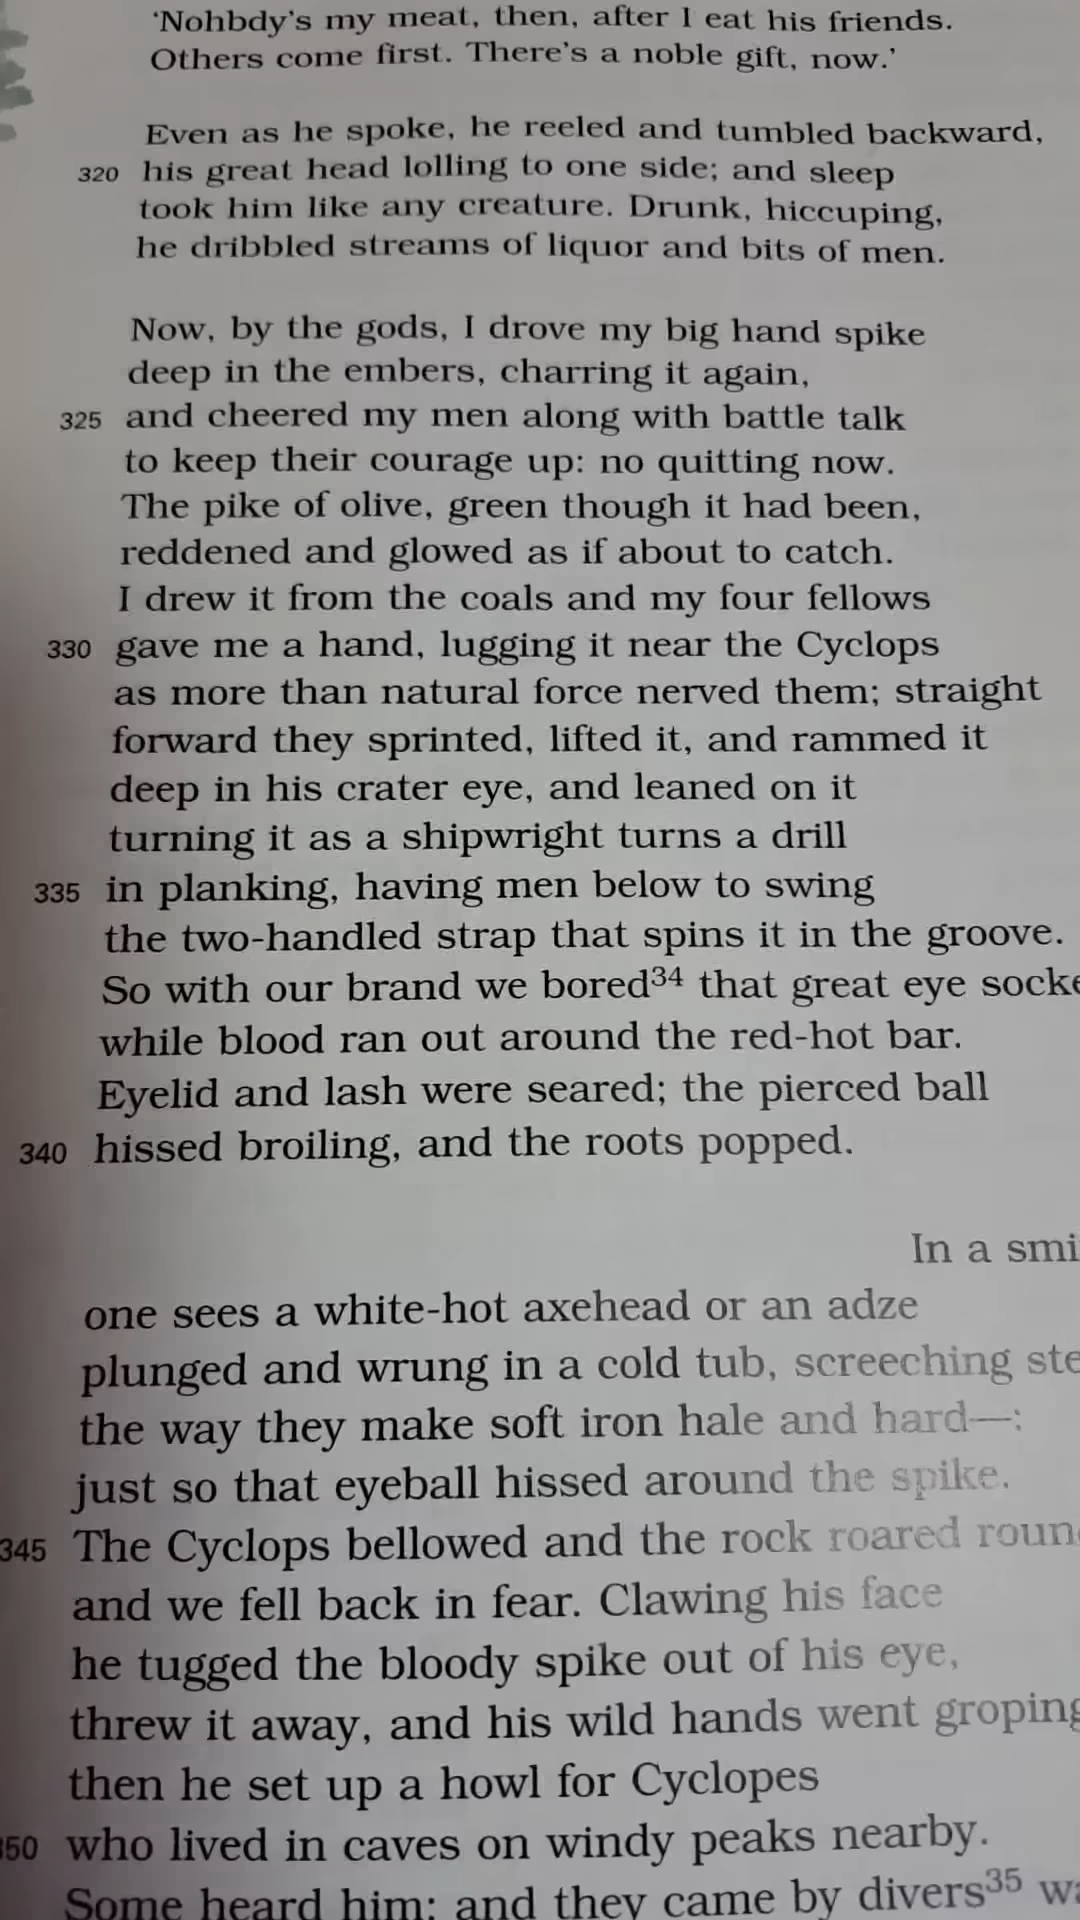 ‘Nohbdy’s my meat, then, after I eat his friends.
Others come first. There’s a noble gift, now.’
Even as he spoke, he reeled and tumbled backward,
320 his great head lolling to one side; and sleep
took him like any creature. Drunk, hiccuping,
he dribbled streams of liquor and bits of men.
Now, by the gods, I drove my big hand spike
deep in the embers, charring it again,
325 and cheered my men along with battle talk
to keep their courage up: no quitting now.
The pike of olive, green though it had been,
reddened and glowed as if about to catch.
I drew it from the coals and my four fellows
330 gave me a hand, lugging it near the Cyclops
as more than natural force nerved them; straight
forward they sprinted, lifted it, and rammed it
deep in his crater eye, and leaned on it
turning it as a shipwright turns a drill
335 in planking, having men below to swing
the two-handled strap that spins it in the groove.
So with our brand we bored34 that great eye
while blood ran out around the red-hot bar.
Eyelid and lash were seared; the pierced ball
340 hissed broiling, and the roots popped.
In a
one sees a white-hot axehead or an adze
plunged and wrung in a cold tub, screeching
the way they make soft iron hale and hard—:
just so that eyeball hissed around the spike.
345 The Cyclops bellowed and the rock roared
and we fell back in fear. Clawing his face
he tugged the bloody spike out of his eye,
threw it away, and his wild hands went groping
then he set up a howl for Cyclopes
who lived in caves on windy peaks nearby.
Some heard him; and they came by divers35